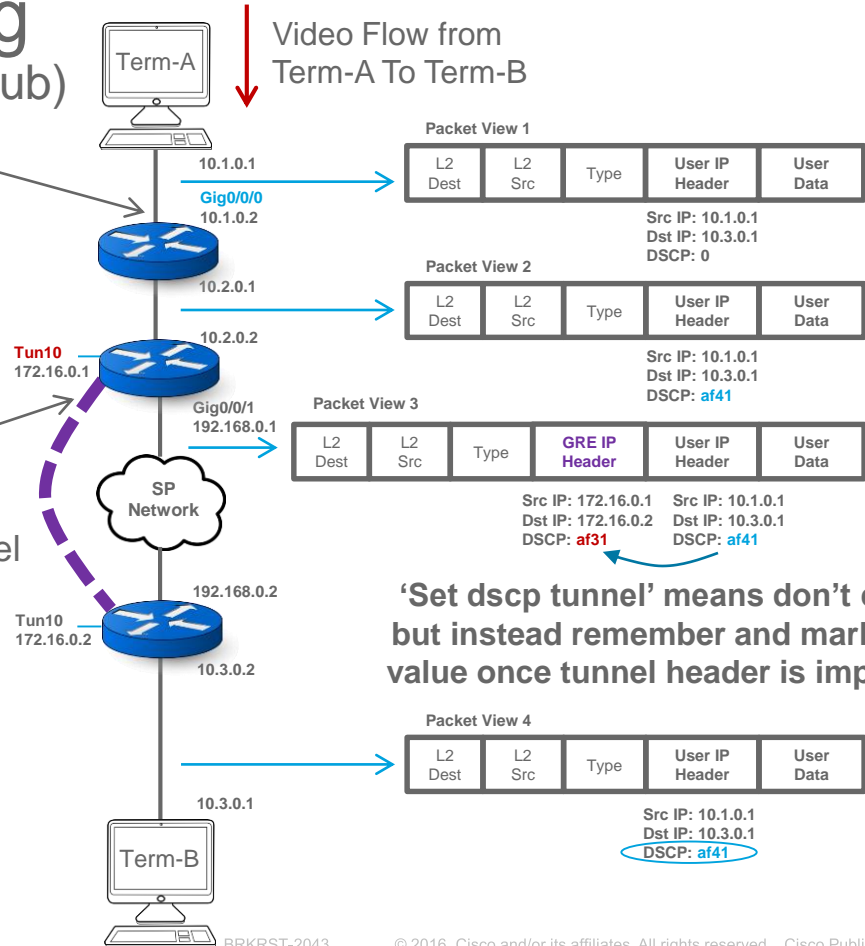 g
ub)
Term-A
Video Flow from
Term-A To Term-B
10.1.0.1
Gig0/0/0
10.1.0.2
Packet View 1
L2 Dest
L2 Src
Type
User IP Header
User Data
Src IP: 10.1.0.1
Dst IP: 10.3.0.1
DSCP: 0
10.2.0.1
Packet View 2
L2 Dest
L2 Src
Type
User IP Header
User Data
Src IP: 10.1.0.1
Dst IP: 10.3.0.1
DSCP: af41
10.2.0.2
Tun10
172.16.0.1
Gig0/0/1
192.168.0.1
Packet View 3
L2 Dest
L2 Src
Type
GRE IP Header
User IP Header
User Data
Src IP: 172.16.0.1
Dst IP: 172.16.0.2
DSCP: af31
Src IP: 10.1.0.1
Dst IP: 10.3.0.1
DSCP: af41
SP
Network
el
192.168.0.2
Tun10
172.16.0.2
10.3.0.2
‘Set dscp tunnel’ means don’t
but instead remember and mark
value once tunnel header is imp
Packet View 4
L2 Dest
L2 Src
Type
User IP Header
User Data
Src IP: 10.1.0.1
Dst IP: 10.3.0.1
DSCP: af41
10.3.0.1
Term-B
BRKRST-2043
© 2016 Cisco and/or its affiliates. All rights reserved. Cisco Publi